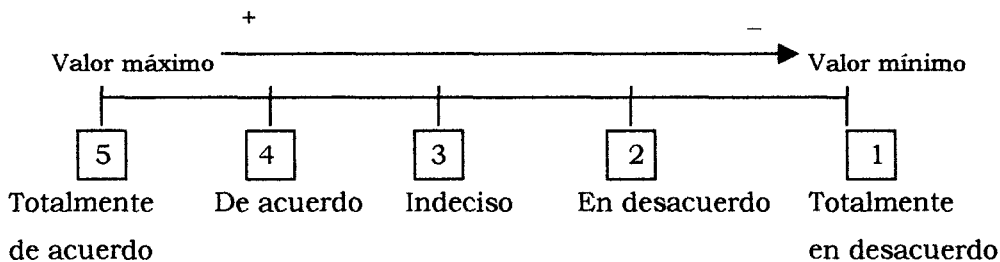 + –
Valor máximo Valor mínimo
5 4 3 2 1
Totalmente De acuerdo Indeciso En desacuerdo Totalmente
de acuerdo en desacuerdo